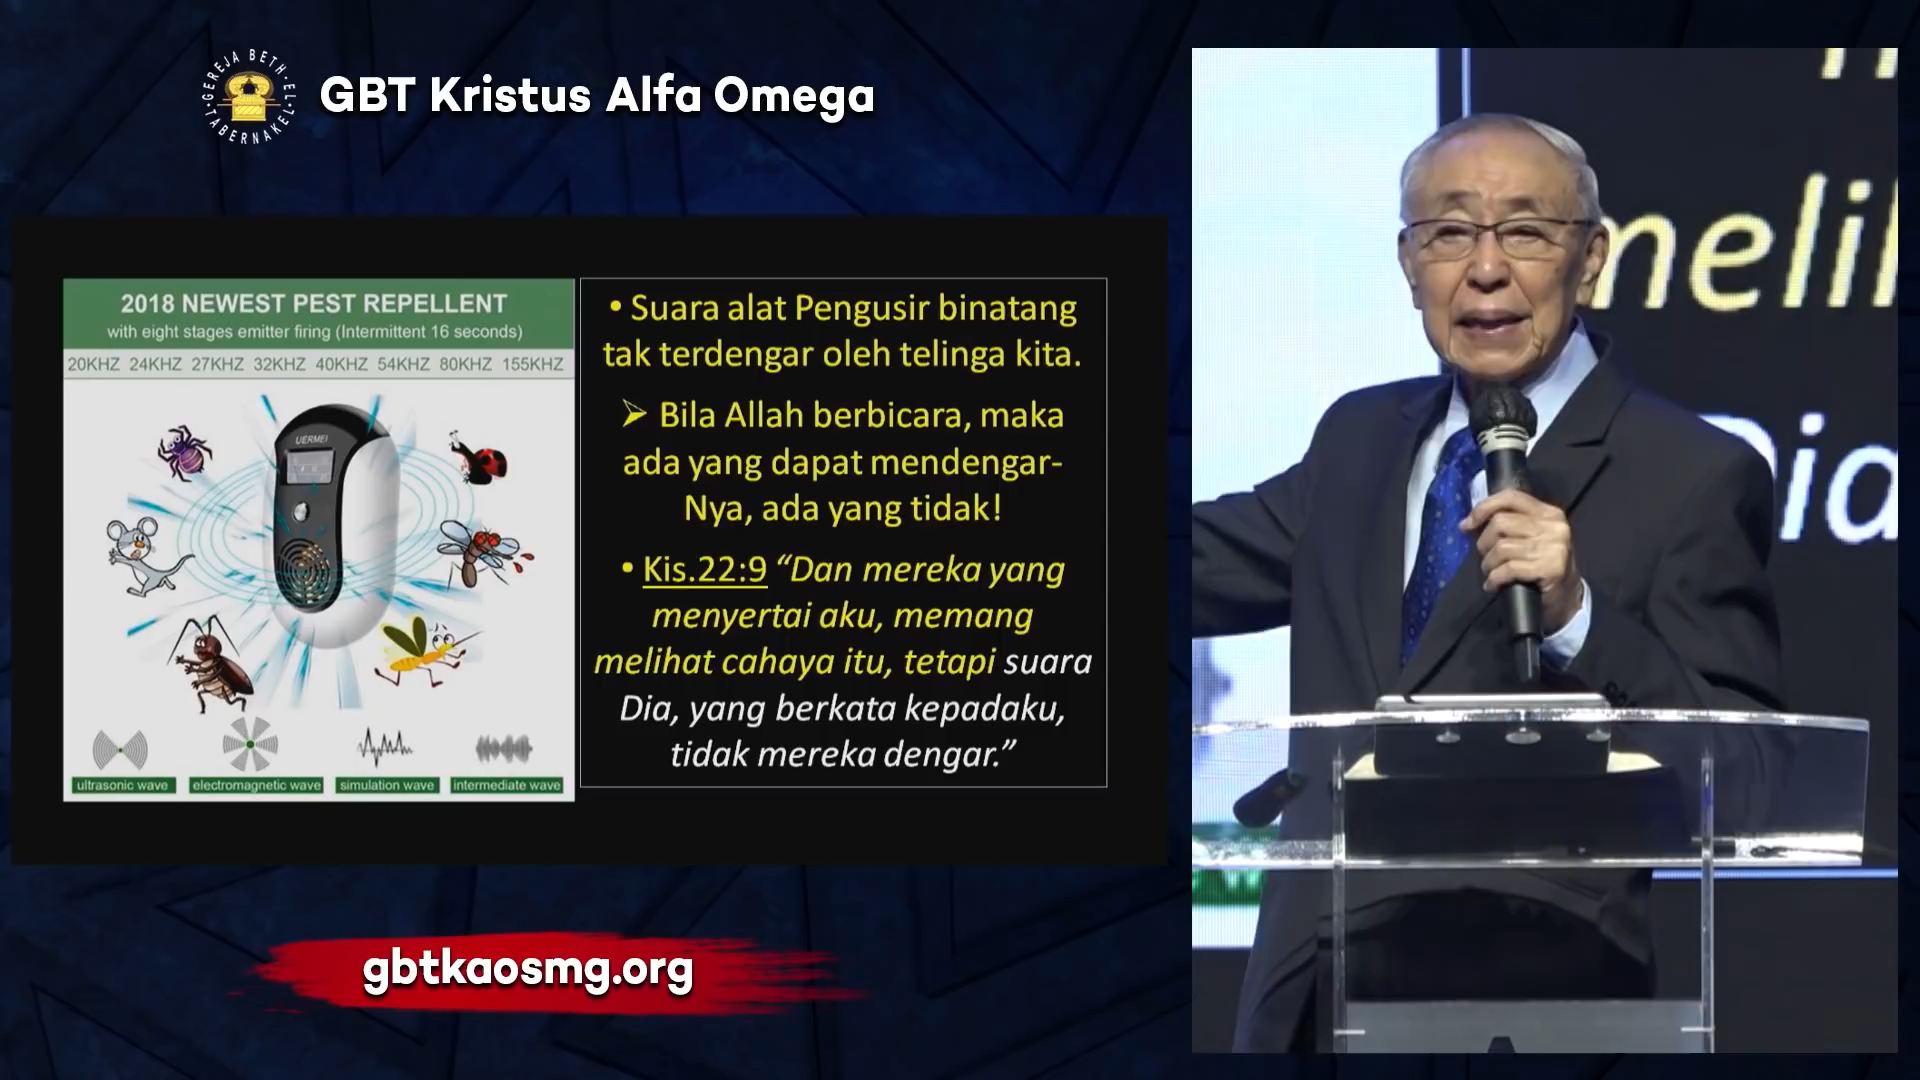 GEREJA BETH-EL TABERNAKEL
GBT Kristus Alfa Omega
2018 NEWEST PEST REPELLENT
with eight stages emitter firing (Intermittent 16 seconds)
20KHZ 24KHZ 27KHZ 32KHZ 40KHZ 54KHZ 80KHZ 155KHZ
UERMEI
ultrasonic wave electromagnetic wave simulation wave intermediate wave
• Suara alat Pengusir binatang
tak terdengar oleh telinga kita.
➢ Bila Allah berbicara, maka
ada yang dapat mendengar-
Nya, ada yang tidak!
• Kis.22:9 “Dan mereka yang
menyertai aku, memang
melihat cahaya itu, tetapi suara
Dia, yang berkata kepadaku,
tidak mereka dengar.”
meli
Dia
gbtkaosmg.org